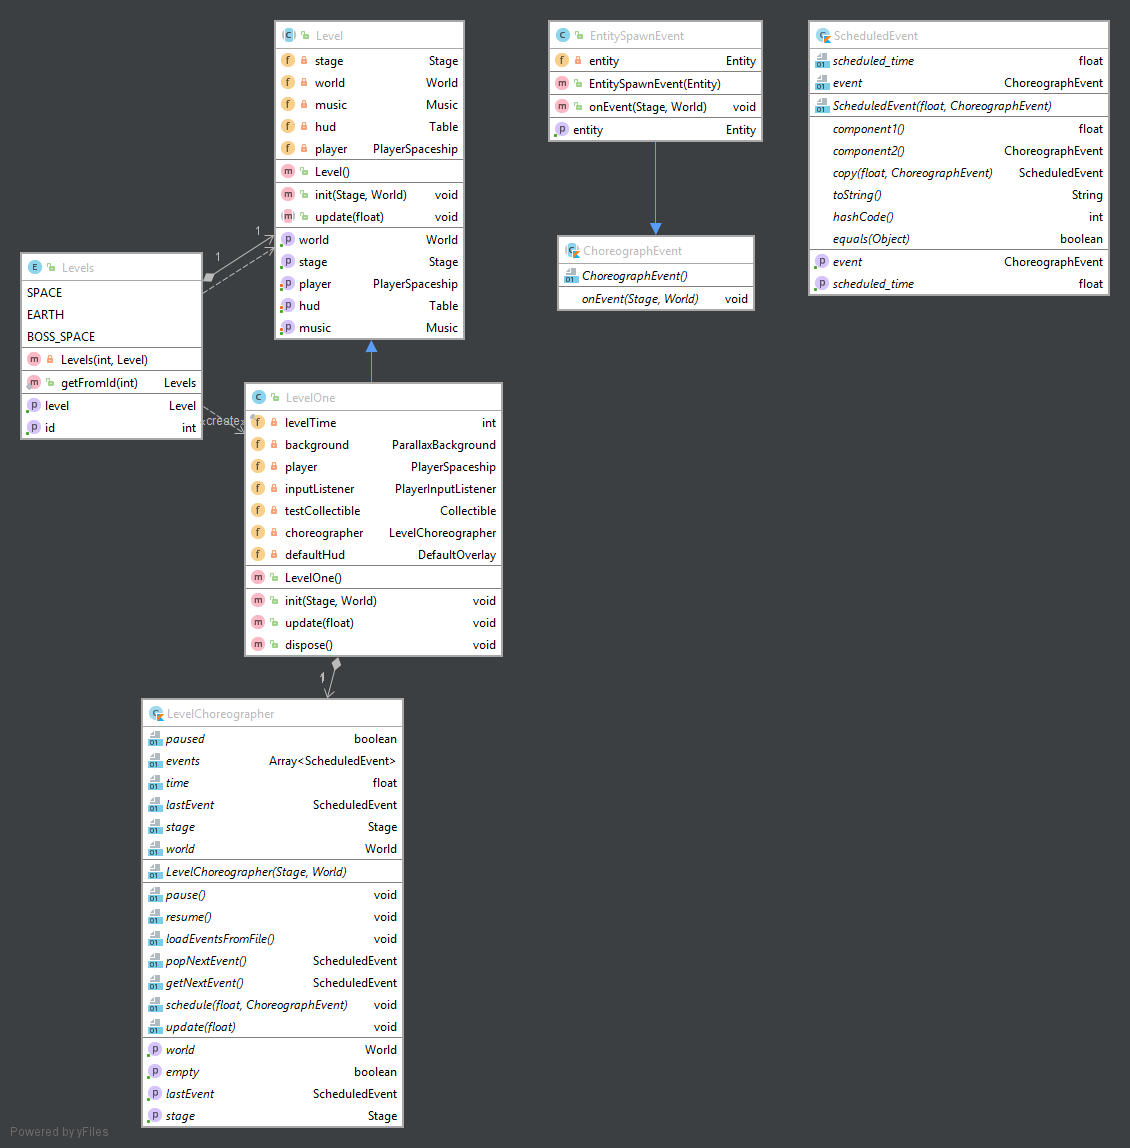 Level
stage Stage
world World
music Music
hud Table
player PlayerSpaceship
Level()
init(Stage, World) void
update(float) void
world World
stage Stage
player PlayerSpaceship
hud Table
music Music
EntitySpawnEvent
entity Entity
EntitySpawnEvent(Entity)
onEvent(Stage, World) void
entity Entity
ScheduledEvent
scheduled_time float
event ChoreographEvent
ScheduledEvent(float, ChoreographEvent)
component1() float
component2() ChoreographEvent
copy(float, ChoreographEvent) ScheduledEvent
toString() String
hashCode() int
equals(Object) boolean
event ChoreographEvent
scheduled_time float
ChoreographEvent
ChoreographEvent()
onEvent(Stage, World) void
1
1
Levels
SPACE
EARTH
BOSS_SPACE
Levels(int, Level)
getFromId(int) Levels
level Level
id int
«create»
LevelOne
levelTime int
background ParallaxBackground
player PlayerSpaceship
inputListener PlayerInputListener
testCollectible Collectible
choreographer LevelChoreographer
defaultHud DefaultOverlay
LevelOne()
init(Stage, World) void
update(float) void
dispose() void
1
LevelChoreographer
paused boolean
events Array<ScheduledEvent>
time float
lastEvent ScheduledEvent
stage Stage
world World
LevelChoreographer(Stage, World)
pause() void
resume() void
loadEventsFromFile() void
popNextEvent() ScheduledEvent
getNextEvent() ScheduledEvent
schedule(float, ChoreographEvent) void
update(float) void
world World
empty boolean
lastEvent ScheduledEvent
stage Stage
Powered by yFiles